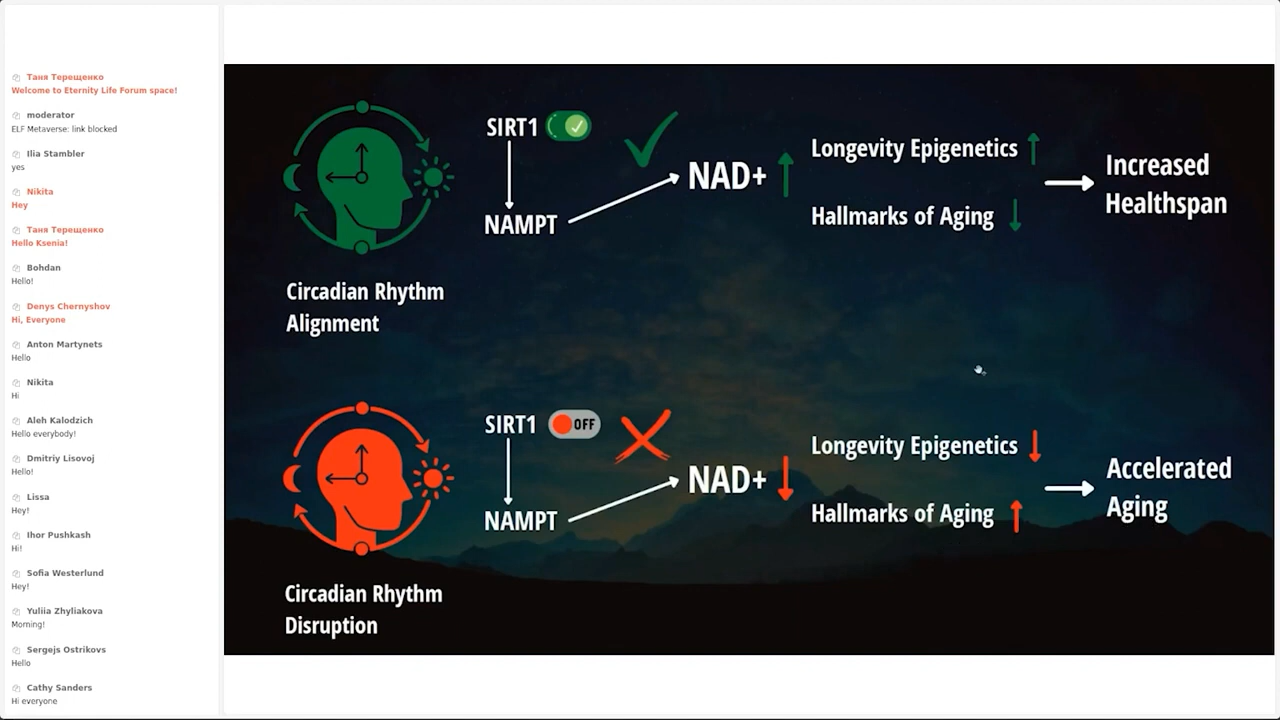 Таня Терещенко
Welcome to Eternity Life Forum space!
moderator
ELF Metaverse: link blocked
Ilia Stambler
yes
Nikita
Hey
Таня Терещенко
Hello Ksenia!
Bohdan
Hello!
Denys Chernyshov
Hi, Everyone
Anton Martynets
Hello
Nikita
Hi
Aleh Kalodzich
Hello everybody!
Dmitriy Lisovoj
Hello!
Lissa
Hey!
Ihor Pushkash
Hi!
Sofia Westerlund
Hey!
Yuliia Zhyliakova
Morning!
Sergejs Ostrikovs
Hello
Cathy Sanders
Hi everyone
SIRT1
NAMPT
NAD+
Longevity Epigenetics
Hallmarks of Aging
Increased
Healthspan
Circadian Rhythm
Alignment
SIRT1 OFF
NAMPT
NAD+
Longevity Epigenetics
Hallmarks of Aging
Accelerated
Aging
Circadian Rhythm
Disruption